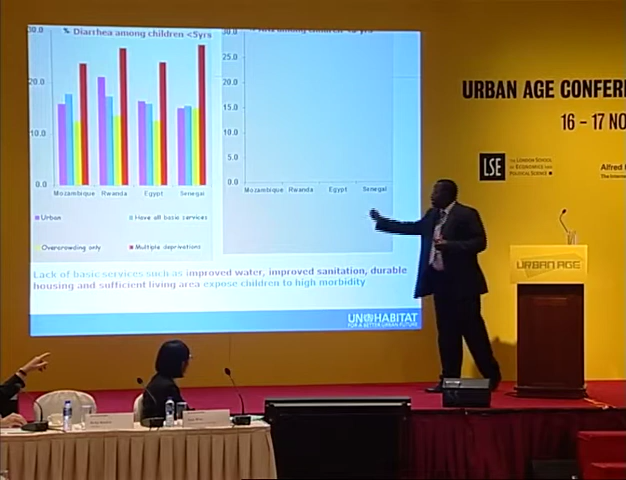 % Diarrhea among children <5yrs
30.0
20.0
10.0
0.0
Mozambique Rwanda Egypt Senegal
Urban
Have all basic services
Overcrowding only
Multiple deprivations
30.0
25.0
20.0
15.0
10.0
5.0
0.0
Mozambique Rwanda Egypt Senegal
Lack of basic services such as improved water, improved sanitation, durable
housing and sufficient living area expose children to high morbidity
UN HABITAT
FOR A BETTER URBAN FUTURE
URBAN AGE CONFERE
16 – 17 NO
LSE
THE LONDON SCHOOL
OF ECONOMICS AND
POLITICAL SCIENCE
Alfred
The Interna
URBAN AGE